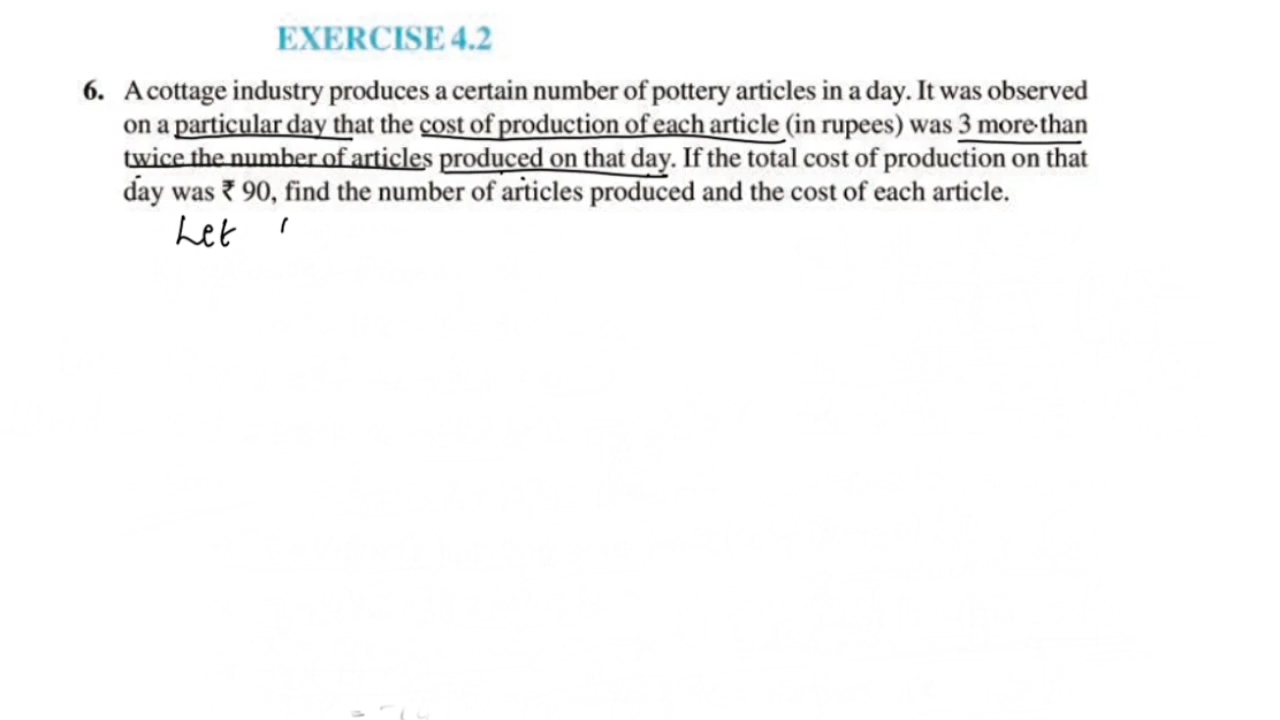 EXERCISE 4.2
6. A cottage industry produces a certain number of pottery articles in a day. It was observed
on a particular day that the cost of production of each article (in rupees) was 3 more than
twice the number of articles produced on that day. If the total cost of production on that
day was ₹ 90, find the number of articles produced and the cost of each article.
Let